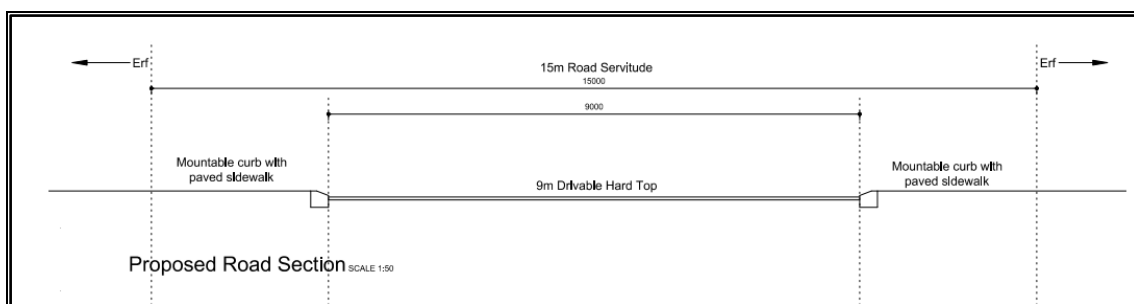 Erf
15m Road Servitude
Erf
15000
9000
Mountable curb with
paved sidewalk
9m Drivable Hard Top
Mountable curb with
paved sidewalk
Proposed Road Section SCALE 1:50